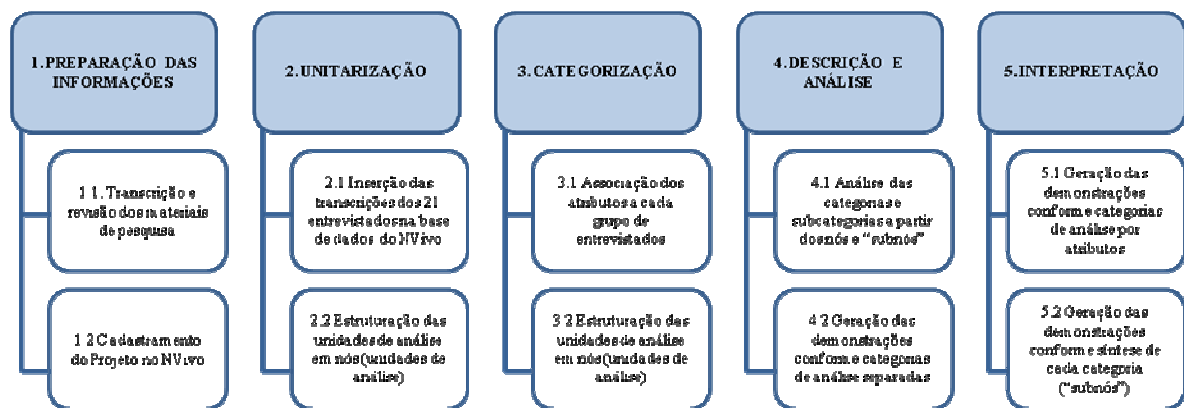 1.PREPARAÇÃO DAS
INFORMAÇÕES
1 1. Transcrição e
revisão dos materiais
de pesquisa
1 2 Cadastramento
do Projeto no NVivo
2.UNITARIZAÇÃO
2.1 Inserção das
transcrições dos 21
entrevistados na base
de dados do NVivo
2.2 Estruturação das
unidades de análise
em nós(unidades de
análise)
3.CATEGORIZAÇÃO
3.1 Associação dos
atributos a cada
grupo de
entrevistados
3 2 Estruturação das
unidades de análise
em nós(unidades de
análise)
4.DESCRIÇÃO E
ANÁLISE
4.1 Análise das
categorias e
subcategorias a partir
dos nós e “subnós”
4 2 Geração das
demonstrações
conforme categorias
de análise separadas
5.INTERPRETAÇÃO
5.1 Geração das
demonstrações
conforme categorias
de análise por
atributos
5.2 Geração das
demonstrações
conforme síntese de
cada categoria
(“subnós”)